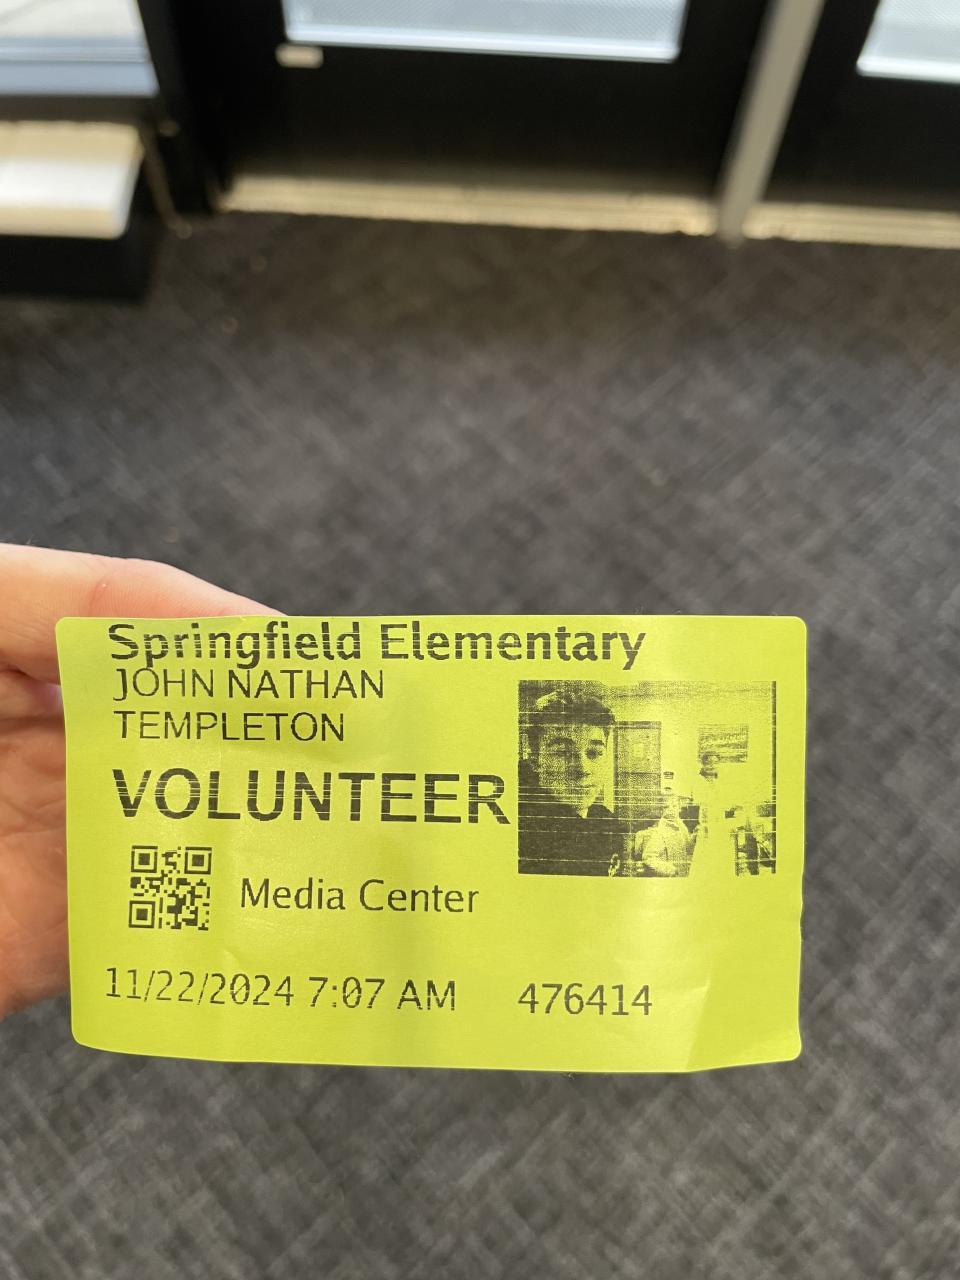 Springfield Elementary
JOHN NATHAN
TEMPLETON
VOLUNTEER
Media Center
11/22/2024 7:07 AM 476414